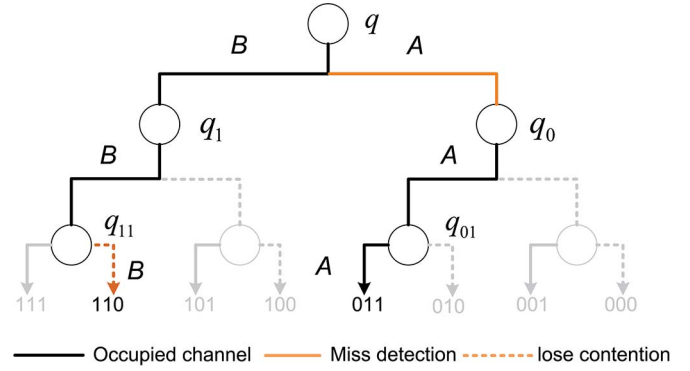 q
B A
q₁ q₀
B A
q₁₁ q₀₁
B A
111 110 101 100 011 010 001 000
Occupied channel Miss detection lose contention